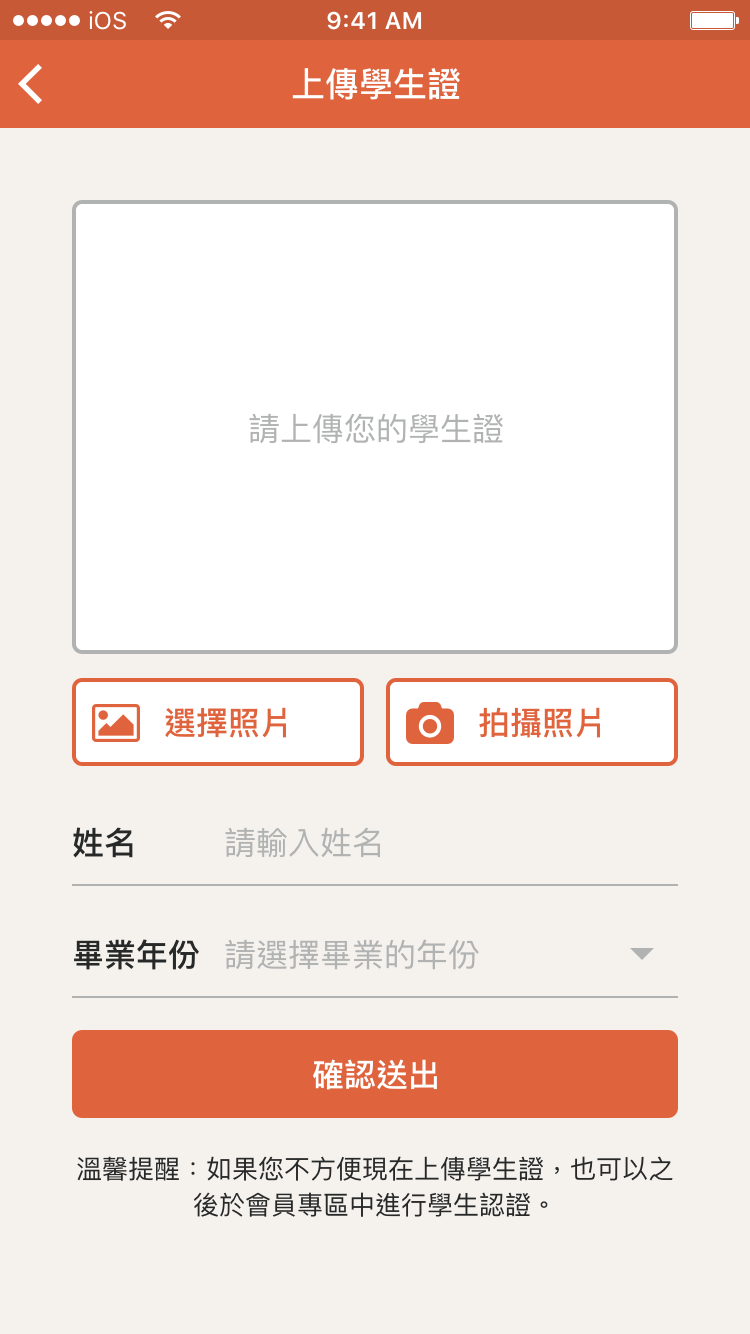 iOS 9:41 AM
上傳學生證
請上傳您的學生證
選擇照片 拍攝照片
姓名 請輸入姓名
畢業年份 請選擇畢業的年份
確認送出
溫馨提醒：如果您不方便現在上傳學生證，也可以之
後於會員專區中進行學生認證。